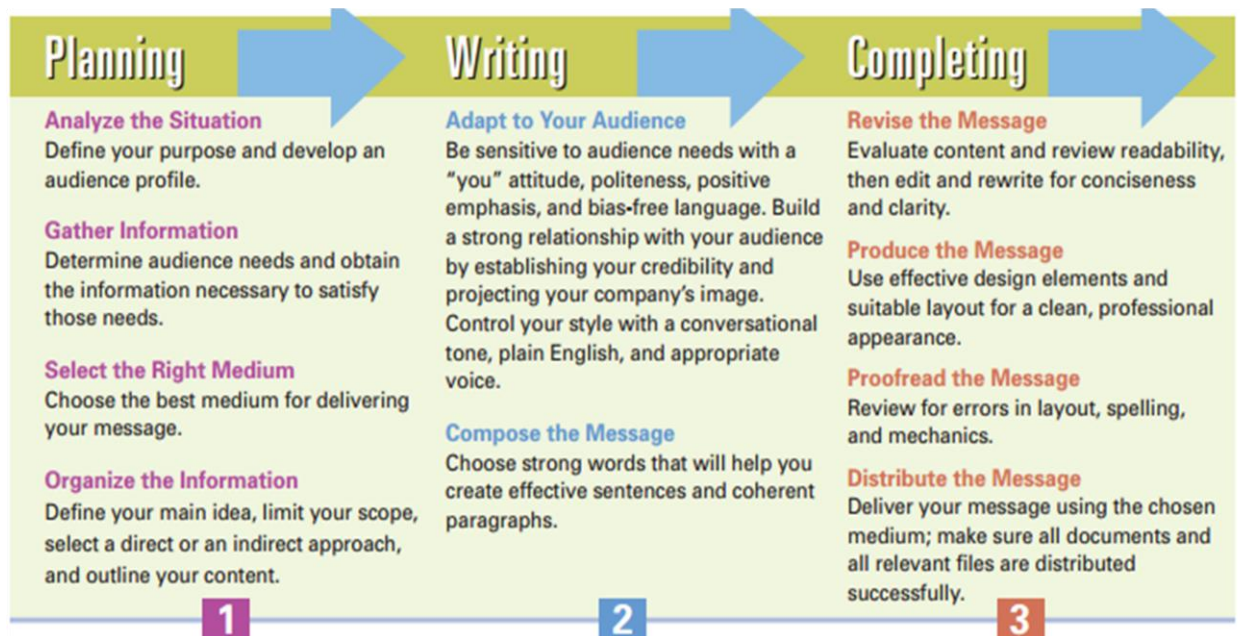 Planning
Analyze the Situation
Define your purpose and develop an
audience profile.
Gather Information
Determine audience needs and obtain
the information necessary to satisfy
those needs.
Select the Right Medium
Choose the best medium for delivering
your message.
Organize the Information
Define your main idea, limit your scope,
select a direct or an indirect approach,
and outline your content.
1
Writing
Adapt to Your Audience
Be sensitive to audience needs with a
“you” attitude, politeness, positive
emphasis, and bias-free language. Build
a strong relationship with your audience
by establishing your credibility and
projecting your company’s image.
Control your style with a conversational
tone, plain English, and appropriate
voice.
Compose the Message
Choose strong words that will help you
create effective sentences and coherent
paragraphs.
2
Completing
Revise the Message
Evaluate content and review readability,
then edit and rewrite for conciseness
and clarity.
Produce the Message
Use effective design elements and
suitable layout for a clean, professional
appearance.
Proofread the Message
Review for errors in layout, spelling,
and mechanics.
Distribute the Message
Deliver your message using the chosen
medium; make sure all documents and
all relevant files are distributed
successfully.
3